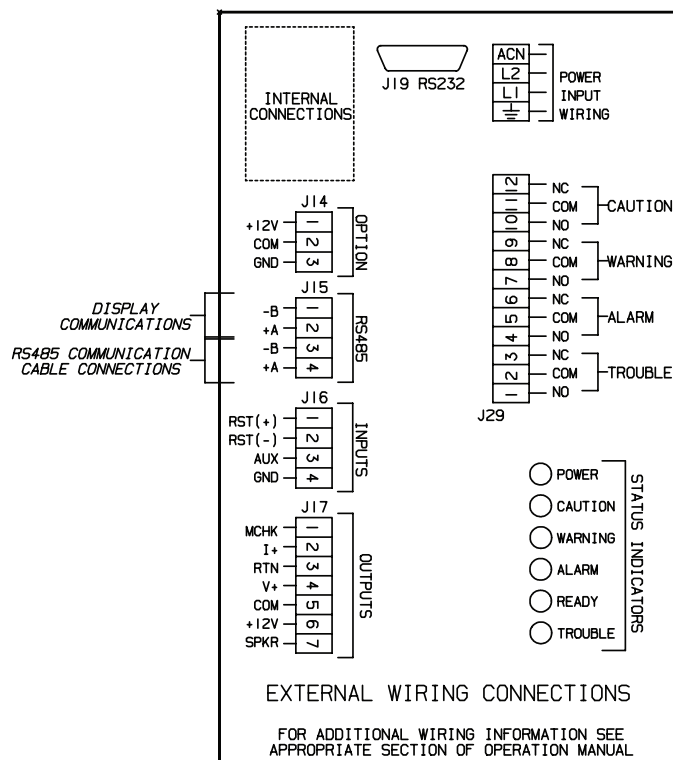 INTERNAL
CONNECTIONS
J19 RS232
ACN
L2
L1
POWER
INPUT
WIRING
J14
+12V 1
COM 2
GND 3
OPTION
J15
-B 1
+A 2
-B 3
+A 4
RS485
DISPLAY
COMMUNICATIONS
RS485 COMMUNICATION
CABLE CONNECTIONS
J16
RST(+) 1
RST(-) 2
AUX 3
GND 4
INPUTS
J17
MCHK 1
I+ 2
RTN 3
V+ 4
COM 5
+12V 6
SPKR 7
OUTPUTS
12 NC
11 COM
10 NO
CAUTION
9 NC
8 COM
7 NO
WARNING
6 NC
5 COM
4 NO
ALARM
3 NC
2 COM
1 NO
TROUBLE
J29
POWER
CAUTION
WARNING
ALARM
READY
TROUBLE
STATUS INDICATORS
EXTERNAL WIRING CONNECTIONS
FOR ADDITIONAL WIRING INFORMATION SEE
APPROPRIATE SECTION OF OPERATION MANUAL